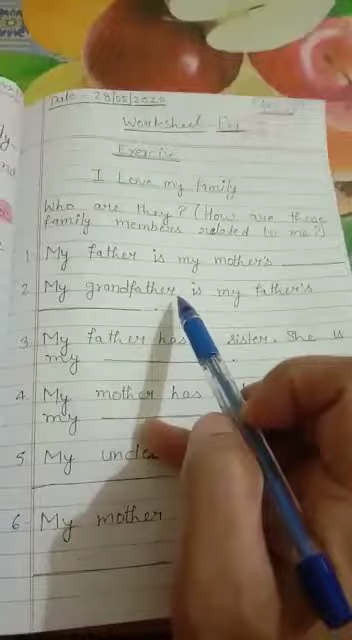 Date - 28/05/2020
Worksheet
Exercise
I Love my family
Who are they? (How are these
family members related to me?)
1. My father is my mother's
2. My grandfather is my father's
3. My father has sister. She is
my
4. My mother has
my
5 My uncle
6. My mother